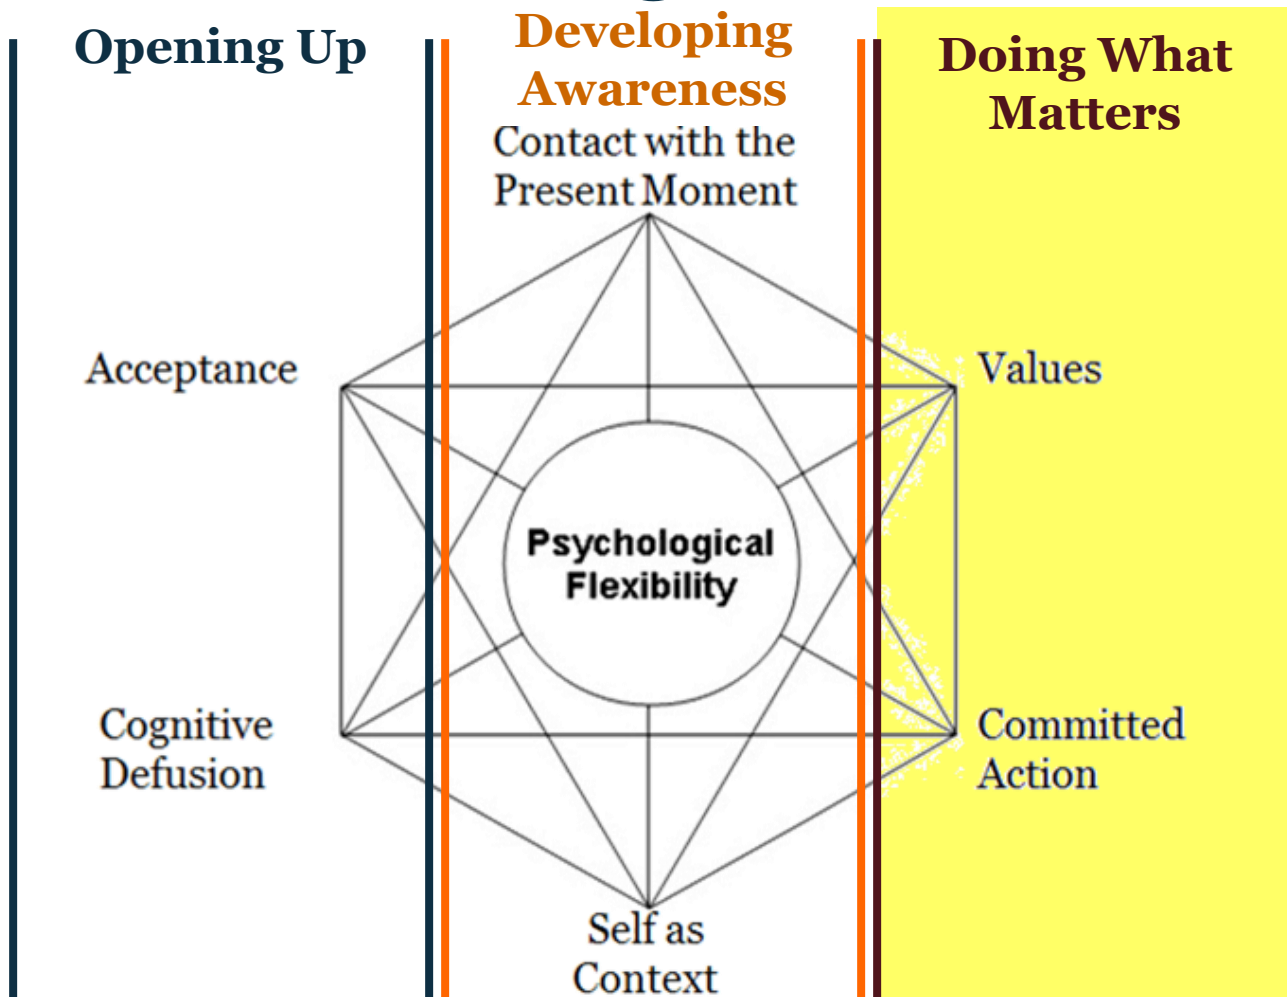 Opening Up
Developing
Awareness
Doing What
Matters
Contact with the
Present Moment
Acceptance
Values
Psychological
Flexibility
Cognitive
Defusion
Committed
Action
Self as
Context